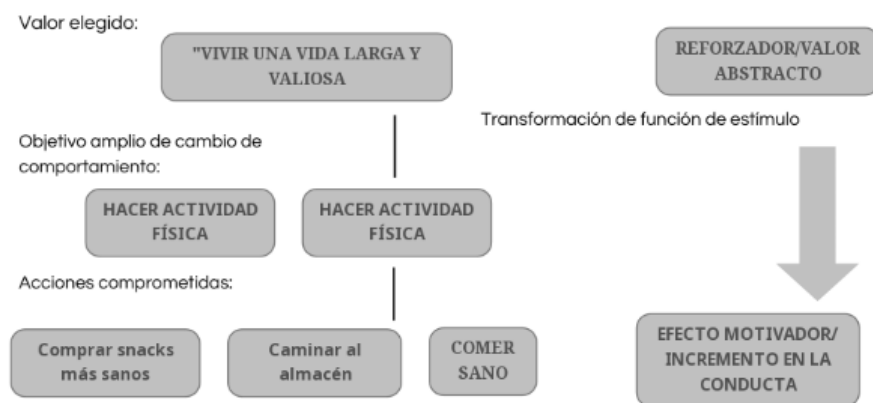 Valor elegido:
"VIVIR UNA VIDA LARGA Y
VALIOSA
REFORZADOR/VALOR
ABSTRACTO
Transformación de función de estímulo
Objetivo amplio de cambio de
comportamiento:
HACER ACTIVIDAD
FÍSICA
HACER ACTIVIDAD
FÍSICA
Acciones comprometidas:
Comprar snacks
más sanos
Caminar al
almacén
COMER
SANO
EFECTO MOTIVADOR/
INCREMENTO EN LA
CONDUCTA